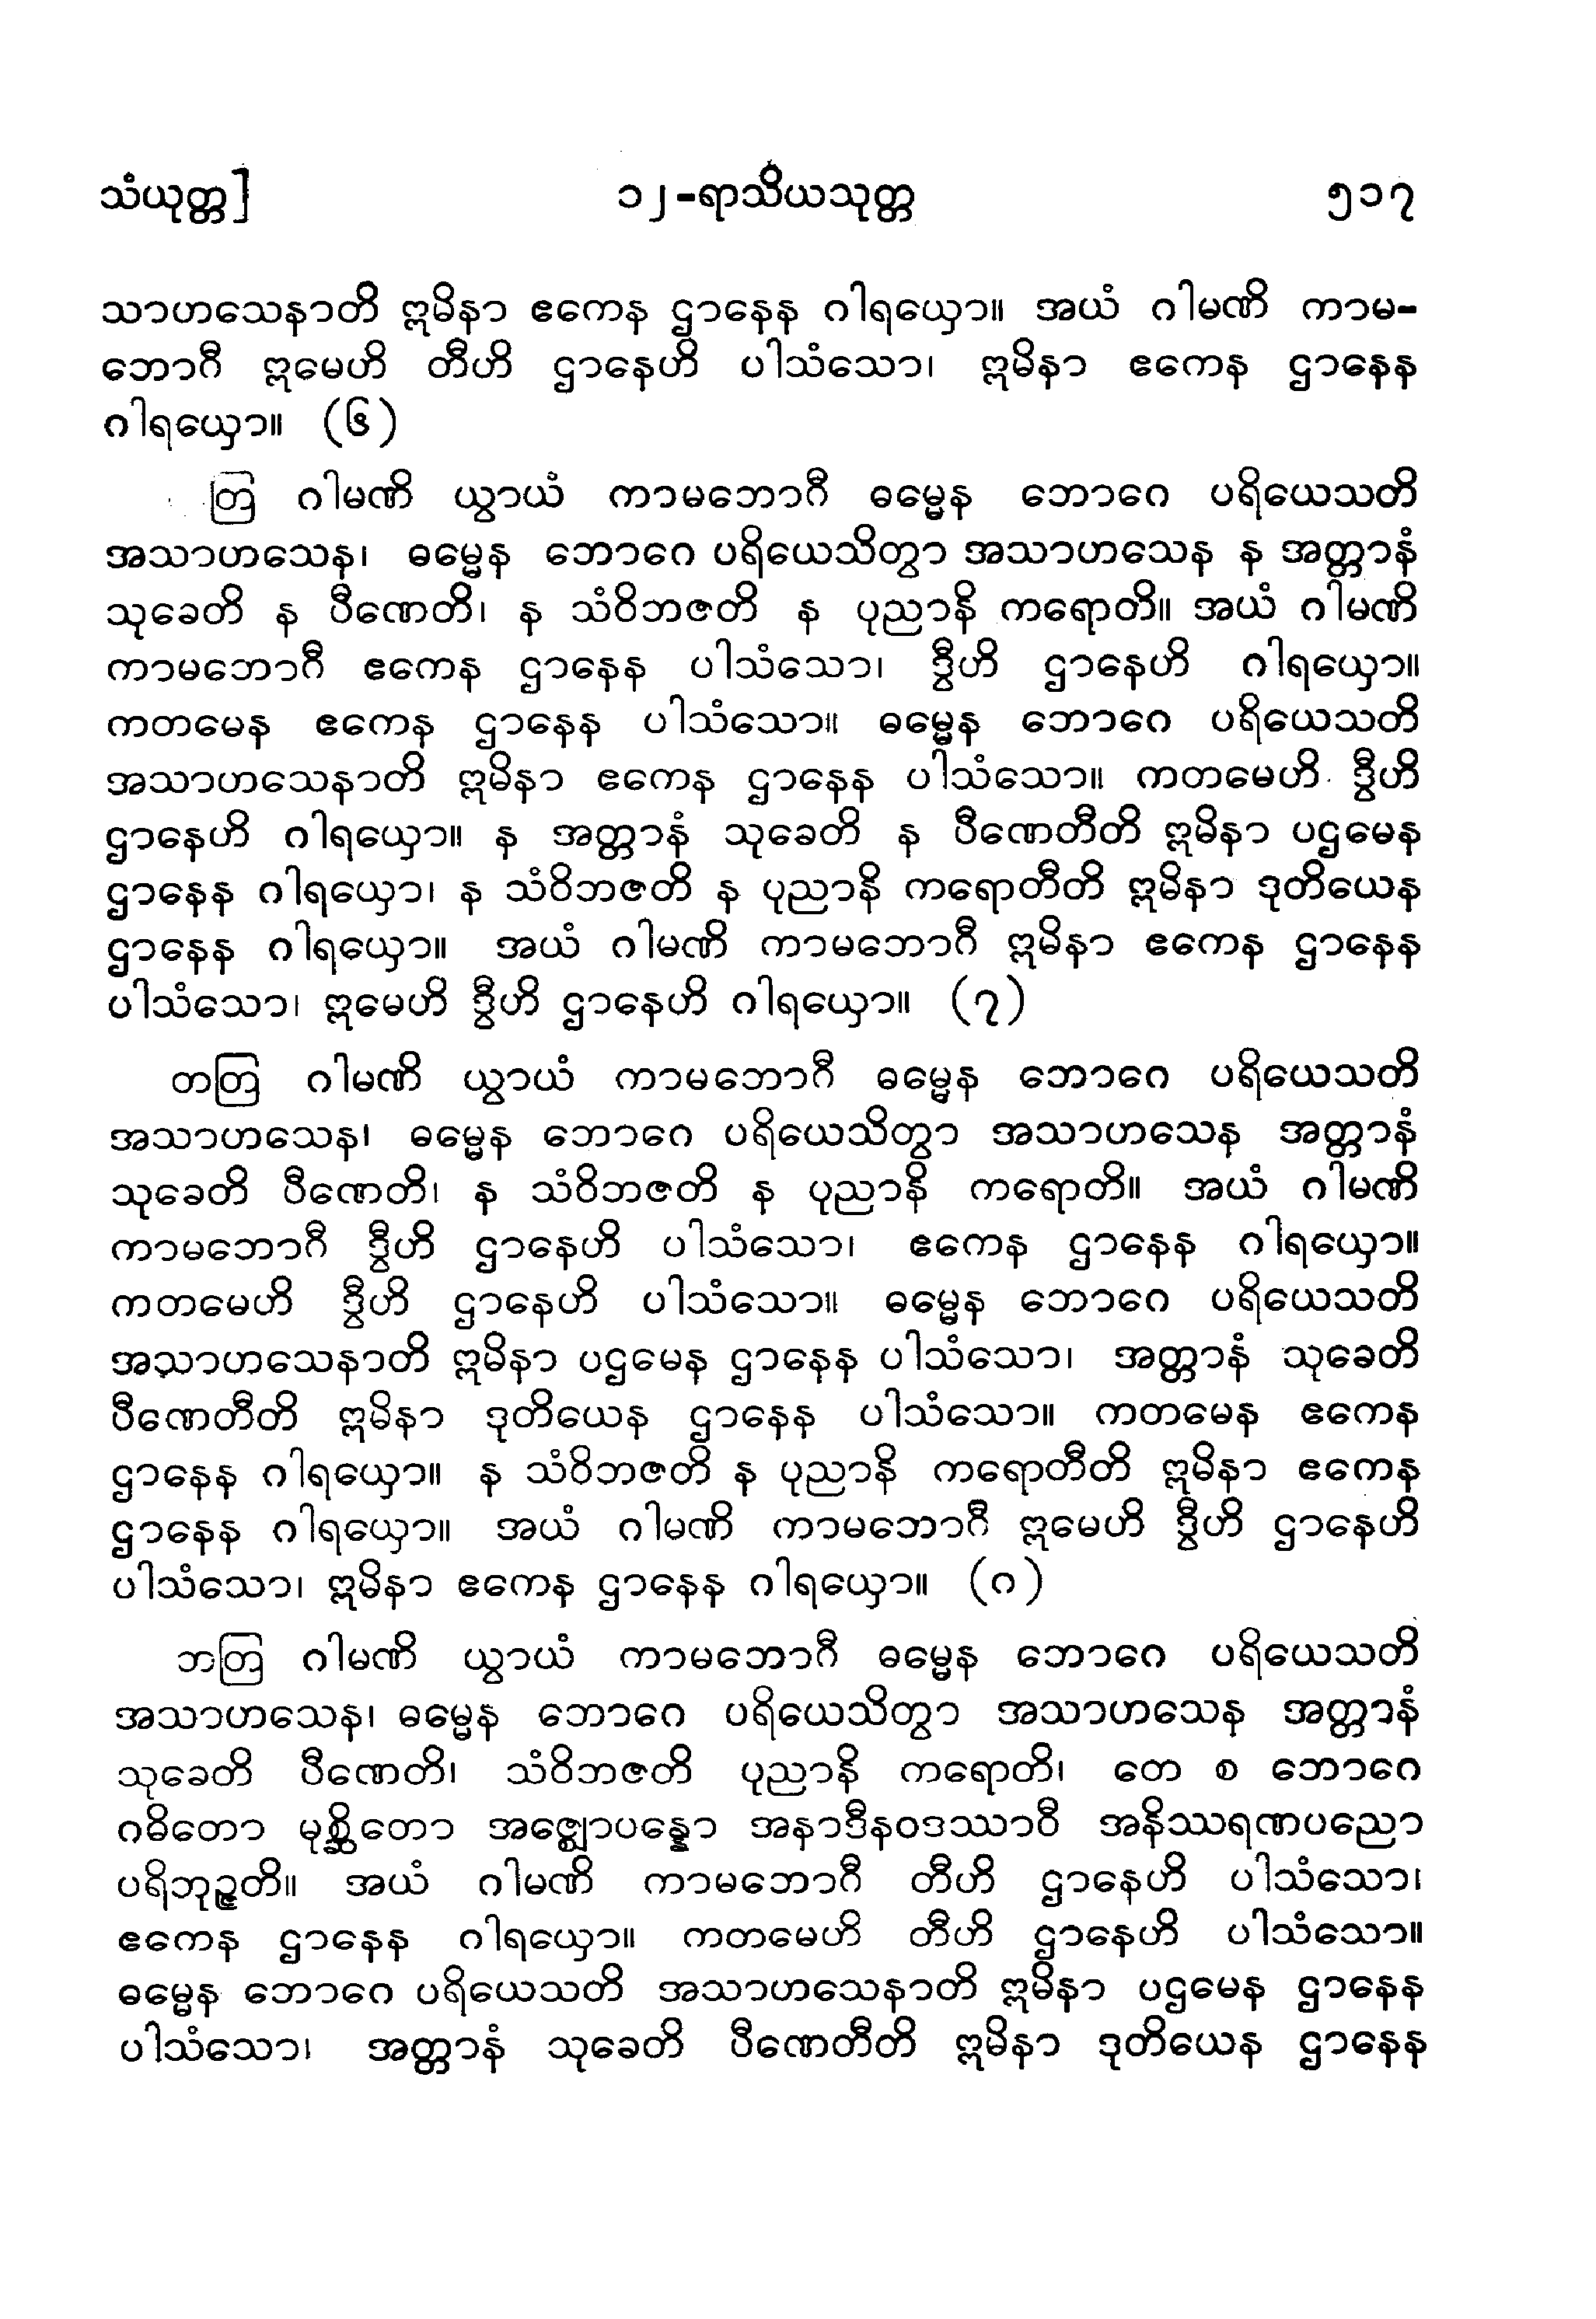 သံယုတ္တ] ၁၂-ရာသိယသုတ္တ ၅၁၇
သာဟသေနာတိ ဣမိနာ ဧကေန ဌာနေန ဂါရယှော။ အယံ ဂါမဏိ ကာမ-
ဘောဂီ ဣမေဟိ တီဟိ ဌာနေဟိ ပါသံသော၊ ဣမိနာ ဧကေန ဌာနေန
ဂါရယှော။ (၆)
တြ ဂါမဏိ ယွာယံ ကာမဘောဂီ ဓမ္မေန ဘောဂေ ပရိယေသတိ
အသာဟသေန၊ ဓမ္မေန ဘောဂေ ပရိယေသိတွာ အသာဟသေန န အတ္တာနံ
သုခေတိ န ပီဏေတိ၊ န သံဝိဘဇတိ န ပုညာနိ ကရောတိ။ အယံ ဂါမဏိ
ကာမဘောဂီ ဧကေန ဌာနေန ပါသံသော၊ ဒွီဟိ ဌာနေဟိ ဂါရယှော။
ကတမေန ဧကေန ဌာနေန ပါသံသော။ ဓမ္မေန ဘောဂေ ပရိယေသတိ
အသာဟသေနာတိ ဣမိနာ ဧကေန ဌာနေန ပါသံသော။ ကတမေဟိ ဒွီဟိ
ဌာနေဟိ ဂါရယှော။ န အတ္တာနံ သုခေတိ န ပီဏေတီတိ ဣမိနာ ပဌမေန
ဌာနေန ဂါရယှော၊ န သံဝိဘဇတိ န ပုညာနိ ကရောတီတိ ဣမိနာ ဒုတိယေန
ဌာနေန ဂါရယှော။ အယံ ဂါမဏိ ကာမဘောဂီ ဣမိနာ ဧကေန ဌာနေန
ပါသံသော၊ ဣမေဟိ ဒွီဟိ ဌာနေဟိ ဂါရယှော။ (၇)
တတြ ဂါမဏိ ယွာယံ ကာမဘောဂီ ဓမ္မေန ဘောဂေ ပရိယေသတိ
အသာဟသေန၊ ဓမ္မေန ဘောဂေ ပရိယေသိတွာ အသာဟသေန အတ္တာနံ
သုခေတိ ပီဏေတိ၊ န သံဝိဘဇတိ န ပုညာနိ ကရောတိ။ အယံ ဂါမဏိ
ကာမဘောဂီ ဒွီဟိ ဌာနေဟိ ပါသံသော၊ ဧကေန ဌာနေန ဂါရယှော။
ကတမေဟိ ဒွီဟိ ဌာနေဟိ ပါသံသော။ ဓမ္မေန ဘောဂေ ပရိယေသတိ
အသာဟသေနာတိ ဣမိနာ ပဌမေန ဌာနေန ပါသံသော၊ အတ္တာနံ သုခေတိ
ပီဏေတီတိ ဣမိနာ ဒုတိယေန ဌာနေန ပါသံသော။ ကတမေန ဧကေန
ဌာနေန ဂါရယှော။ န သံဝိဘဇတိ န ပုညာနိ ကရောတီတိ ဣမိနာ ဧကေန
ဌာနေန ဂါရယှော။ အယံ ဂါမဏိ ကာမဘောဂီ ဣမေဟိ ဒွီဟိ ဌာနေဟိ
ပါသံသော၊ ဣမိနာ ဧကေန ဌာနေန ဂါရယှော။ (ဂ)
ဘတြ ဂါမဏိ ယွာယံ ကာမဘောဂီ ဓမ္မေန ဘောဂေ ပရိယေသတိ
အသာဟသေန၊ ဓမ္မေန ဘောဂေ ပရိယေသိတွာ အသာဟသေန အတ္တာနံ
သုခေတိ ပီဏေတိ၊ သံဝိဘဇတိ ပုညာနိ ကရောတိ၊ တေ စ ဘောဂေ
ဂဓိတော မုစ္ဆိတော အဇ္ဈောပန္နော အနာဒီနဝဒဿာဝီ အနိဿရဏပညော
ပရိဘုဉ္ဇတိ။ အယံ ဂါမဏိ ကာမဘောဂီ တီဟိ ဌာနေဟိ ပါသံသော၊
ဧကေန ဌာနေန ဂါရယှော။ ကတမေဟိ တီဟိ ဌာနေဟိ ပါသံသော။
ဓမ္မေန ဘောဂေ ပရိယေသတိ အသာဟသေနာတိ ဣမိနာ ပဌမေန ဌာနေန
ပါသံသော၊ အတ္တာနံ သုခေတိ ပီဏေတီတိ ဣမိနာ ဒုတိယေန ဌာနေန